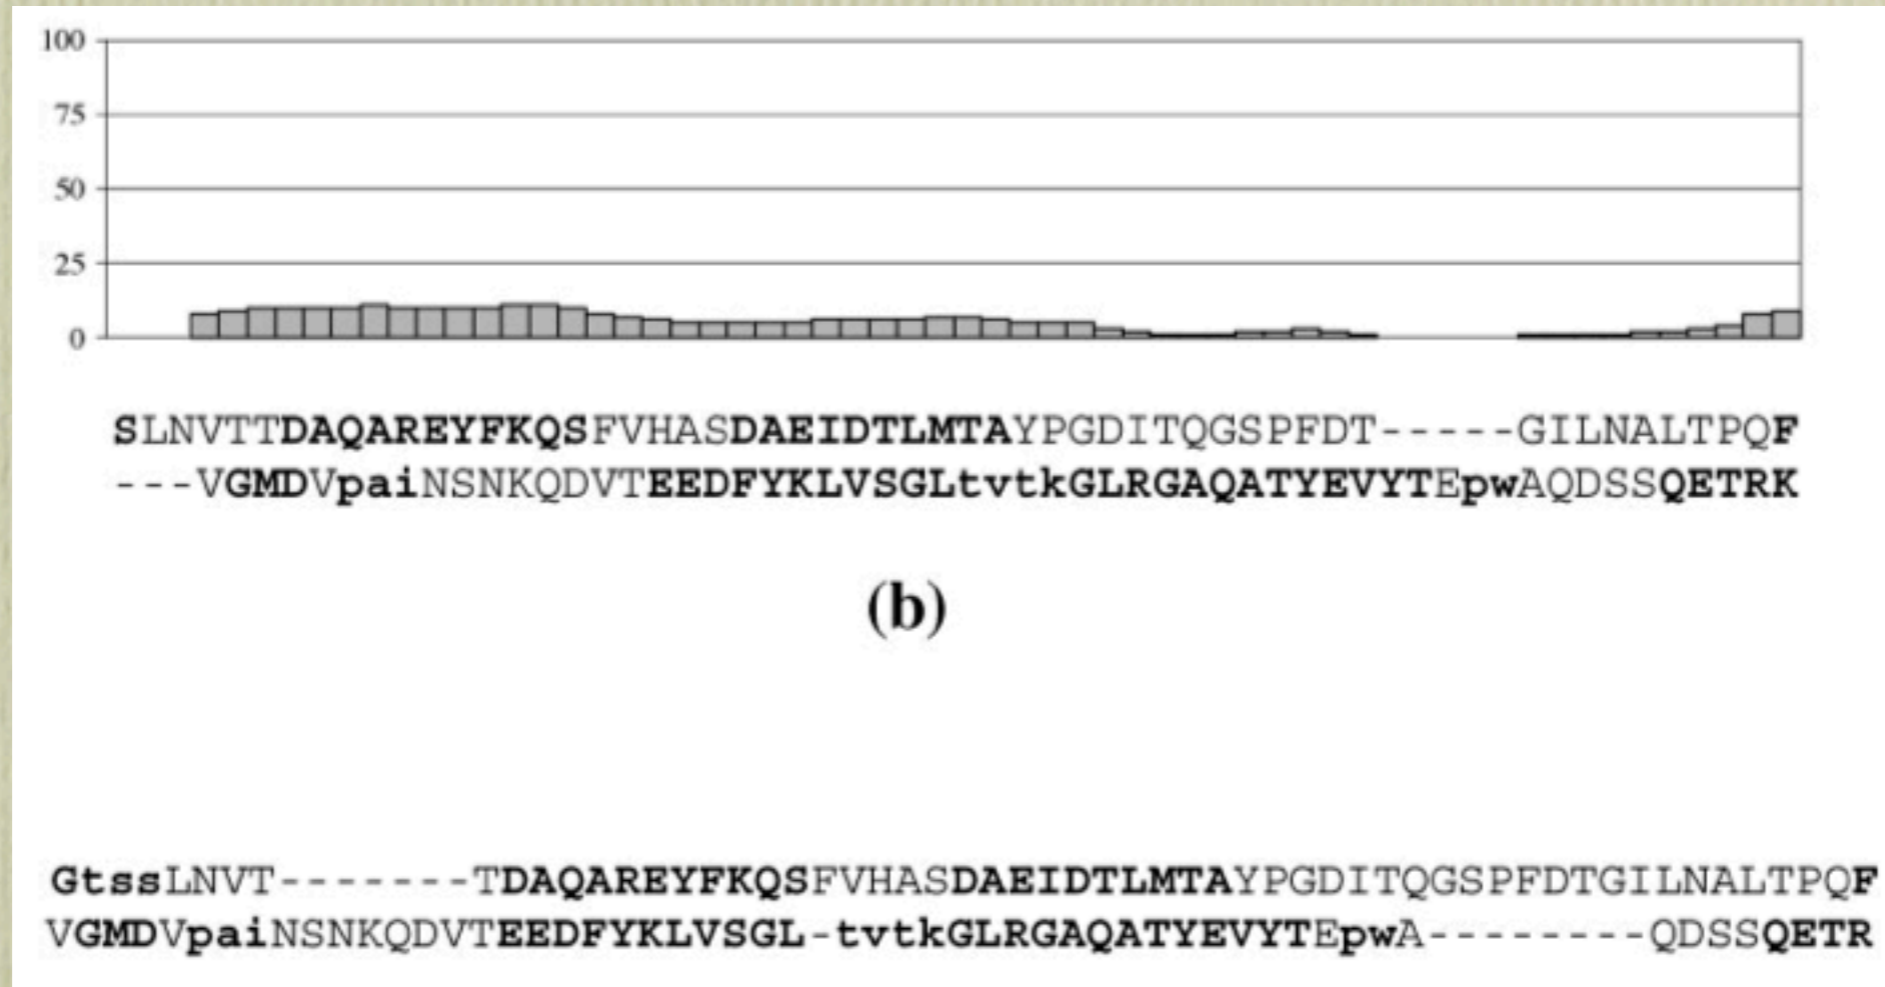 100
75
50
25
0
SLNVTTDAQAREYFKQSFVHASDAEIDTLMTAYPGDITQGSPFDT-----GILNALTPQF
---VGMDVpaiNSNKQDVTEEDFYKLVSGLtvtkGLRGAQATYEVYTEpwAQDSSQETRK
(b)
GtssLNVT-------TDAQAREYFKQSFVHASDAEIDTLMTAYPGDITQGSPFDTGILNALTPQF
VGMDVpaiNSNKQDVTEEDFYKLVSGL-tvtkGLRGAQATYEVYTEpwA--------QDSSQETR